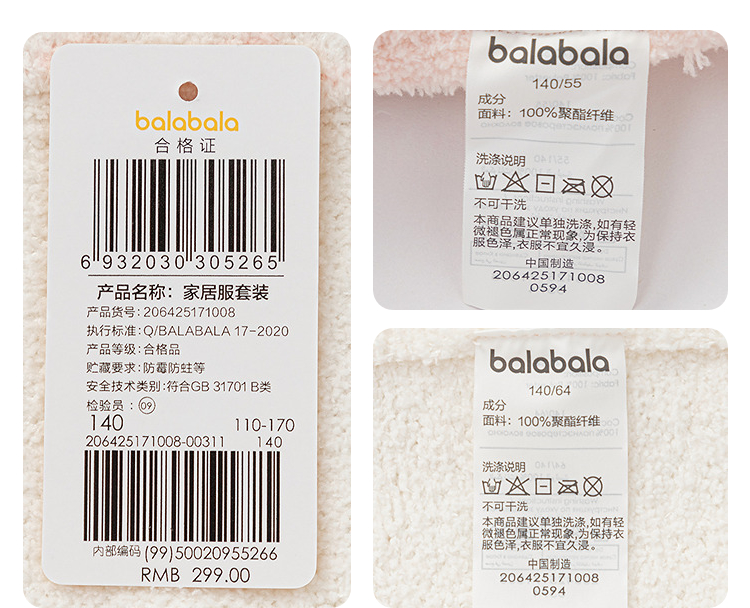 balabala
合格证
6 932030 305265
产品名称：家居服套装
产品货号：206425171008
执行标准：Q/BALABALA 17-2020
产品等级：合格品
贮藏要求：防霉防蛀等
安全技术类别：符合GB 31701 B类
检验员：09
140 110-170
206425171008-00311 140
内部编码 (99)50020955266
RMB 299.00
balabala
140/55
成分
面料：100%聚酯纤维
洗涤说明
不可干洗
本商品建议单独洗涤,如有轻
微褪色属正常现象,为保持衣
服色泽,衣服不宜久浸。
中国制造
206425171008
0594
balabala
140/64
成分
面料：100%聚酯纤维
洗涤说明
不可干洗
本商品建议单独洗涤,如有轻
微褪色属正常现象,为保持衣
服色泽,衣服不宜久浸。
中国制造
206425171008
0594